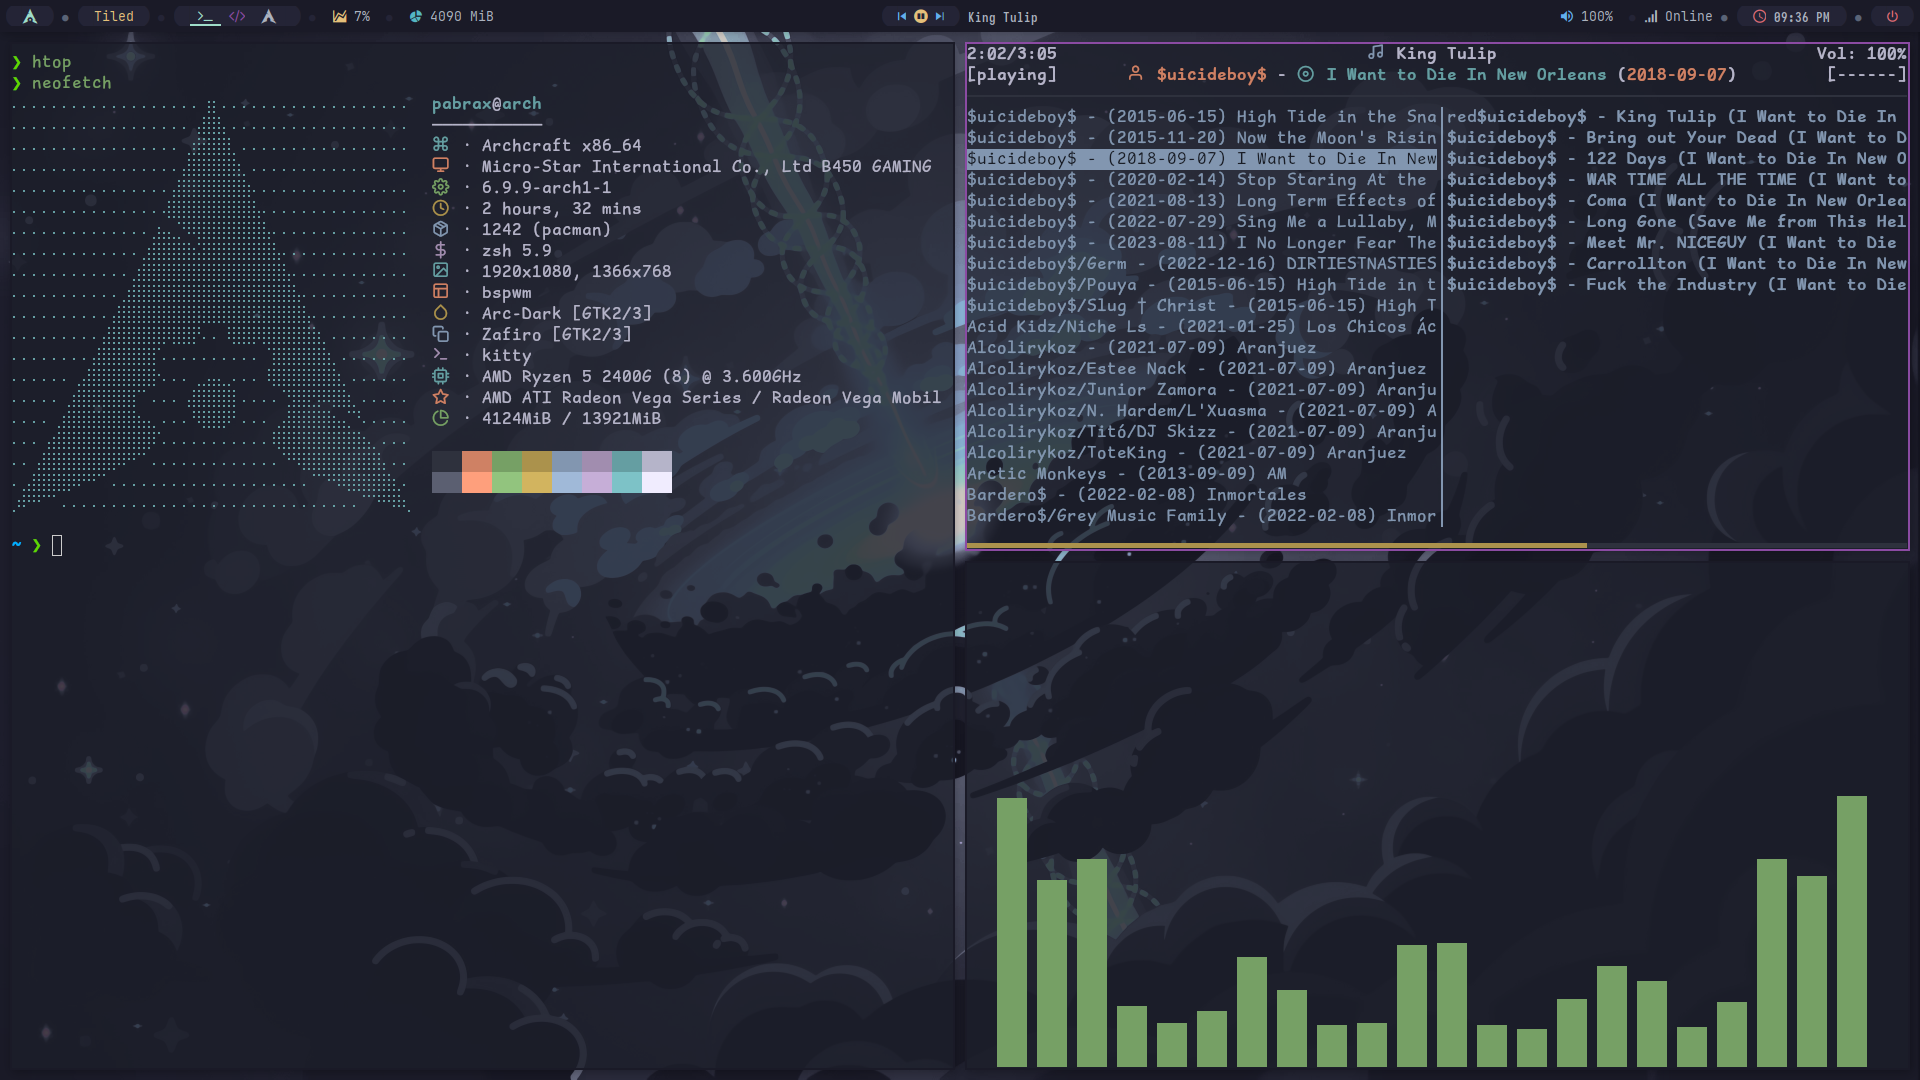 Tiled
7%
4090 MiB
King Tulip
100%
Online
09:36 PM
❯ htop
❯ neofetch
pabrax@arch
· Archcraft x86_64
· Micro-Star International Co., Ltd B450 GAMING
· 6.9.9-arch1-1
· 2 hours, 32 mins
· 1242 (pacman)
· zsh 5.9
· 1920x1080, 1366x768
· bspwm
· Arc-Dark [GTK2/3]
· Zafiro [GTK2/3]
· kitty
· AMD Ryzen 5 2400G (8) @ 3.600GHz
· AMD ATI Radeon Vega Series / Radeon Vega Mobil
· 4124MiB / 13921MiB
~ ❯
2:02/3:05 King Tulip Vol: 100%
[playing] $uicideboy$ - I Want to Die In New Orleans (2018-09-07) [------]
$uicideboy$ - (2015-06-15) High Tide in the Sna
$uicideboy$ - (2015-11-20) Now the Moon's Risin
$uicideboy$ - (2018-09-07) I Want to Die In New
$uicideboy$ - (2020-02-14) Stop Staring At the
$uicideboy$ - (2021-08-13) Long Term Effects of
$uicideboy$ - (2022-07-29) Sing Me a Lullaby, M
$uicideboy$ - (2023-08-11) I No Longer Fear The
$uicideboy$/Germ - (2022-12-16) DIRTIESTNASTIES
$uicideboy$/Pouya - (2015-06-15) High Tide in t
$uicideboy$/Slug † Christ - (2015-06-15) High T
Acid Kidz/Niche Ls - (2021-01-25) Los Chicos Ác
Alcolirykoz - (2021-07-09) Aranjuez
Alcolirykoz/Estee Nack - (2021-07-09) Aranjuez
Alcolirykoz/Junior Zamora - (2021-07-09) Aranju
Alcolirykoz/N. Hardem/L'Xuasma - (2021-07-09) A
Alcolirykoz/Titó/DJ Skizz - (2021-07-09) Aranju
Alcolirykoz/ToteKing - (2021-07-09) Aranjuez
Arctic Monkeys - (2013-09-09) AM
Bardero$ - (2022-02-08) Inmortales
Bardero$/Grey Music Family - (2022-02-08) Inmor
red$uicideboy$ - King Tulip (I Want to Die In
$uicideboy$ - Bring out Your Dead (I Want to D
$uicideboy$ - 122 Days (I Want to Die In New O
$uicideboy$ - WAR TIME ALL THE TIME (I Want to
$uicideboy$ - Coma (I Want to Die In New Orlea
$uicideboy$ - Long Gone (Save Me from This Hel
$uicideboy$ - Meet Mr. NICEGUY (I Want to Die
$uicideboy$ - Carrollton (I Want to Die In New
$uicideboy$ - Fuck the Industry (I Want to Die